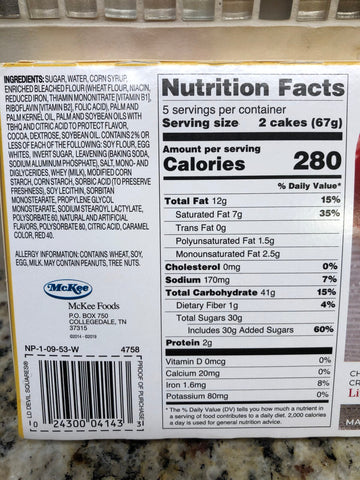 INGREDIENTS: SUGAR, WATER, CORN SYRUP,
ENRICHED BLEACHED FLOUR (WHEAT FLOUR, NIACIN,
REDUCED IRON, THIAMIN MONONITRATE [VITAMIN B1],
RIBOFLAVIN [VITAMIN B2], FOLIC ACID), PALM AND
PALM KERNEL OIL, PALM AND SOYBEAN OILS WITH
TBHQ AND CITRIC ACID TO PROTECT FLAVOR,
COCOA, DEXTROSE, SOYBEAN OIL. CONTAINS 2% OR
LESS OF EACH OF THE FOLLOWING: SOY FLOUR, EGG
WHITES, INVERT SUGAR, LEAVENING (BAKING SODA,
SODIUM ALUMINUM PHOSPHATE), SALT, MONO- AND
DIGLYCERIDES, WHEY (MILK), MODIFIED CORN
STARCH, CORN STARCH, SORBIC ACID (TO PRESERVE
FRESHNESS), SOY LECITHIN, SORBITAN
MONOSTEARATE, PROPYLENE GLYCOL
MONOSTEARATE, SODIUM STEAROYL LACTYLATE,
POLYSORBATE 60, NATURAL AND ARTIFICIAL
FLAVORS, POLYSORBATE 80, CITRIC ACID, CARAMEL
COLOR, RED 40.
ALLERGY INFORMATION: CONTAINS WHEAT, SOY,
EGG, MILK. MAY CONTAIN PEANUTS, TREE NUTS.
McKee
McKee Foods
P.O. BOX 750
COLLEGEDALE, TN
37315
©2014 - ©2019
NP-1-09-53-W 4758
LD DEVIL SQUARES®
PROOF OF PURCHASE
0 24300 04143 3
Nutrition Facts
5 servings per container
Serving size 2 cakes (67g)
Amount per serving
Calories 280
% Daily Value*
Total Fat 12g 15%
Saturated Fat 7g 35%
Trans Fat 0g
Polyunsaturated Fat 1.5g
Monounsaturated Fat 2.5g
Cholesterol 0mg 0%
Sodium 170mg 7%
Total Carbohydrate 41g 15%
Dietary Fiber 1g 4%
Total Sugars 30g
Includes 30g Added Sugars 60%
Protein 2g
Vitamin D 0mcg 0%
Calcium 20mg 0%
Iron 1.6mg 8%
Potassium 80mg 0%
* The % Daily Value (DV) tells you how much a nutrient in
a serving of food contributes to a daily diet. 2,000 calories
a day is used for general nutrition advice.